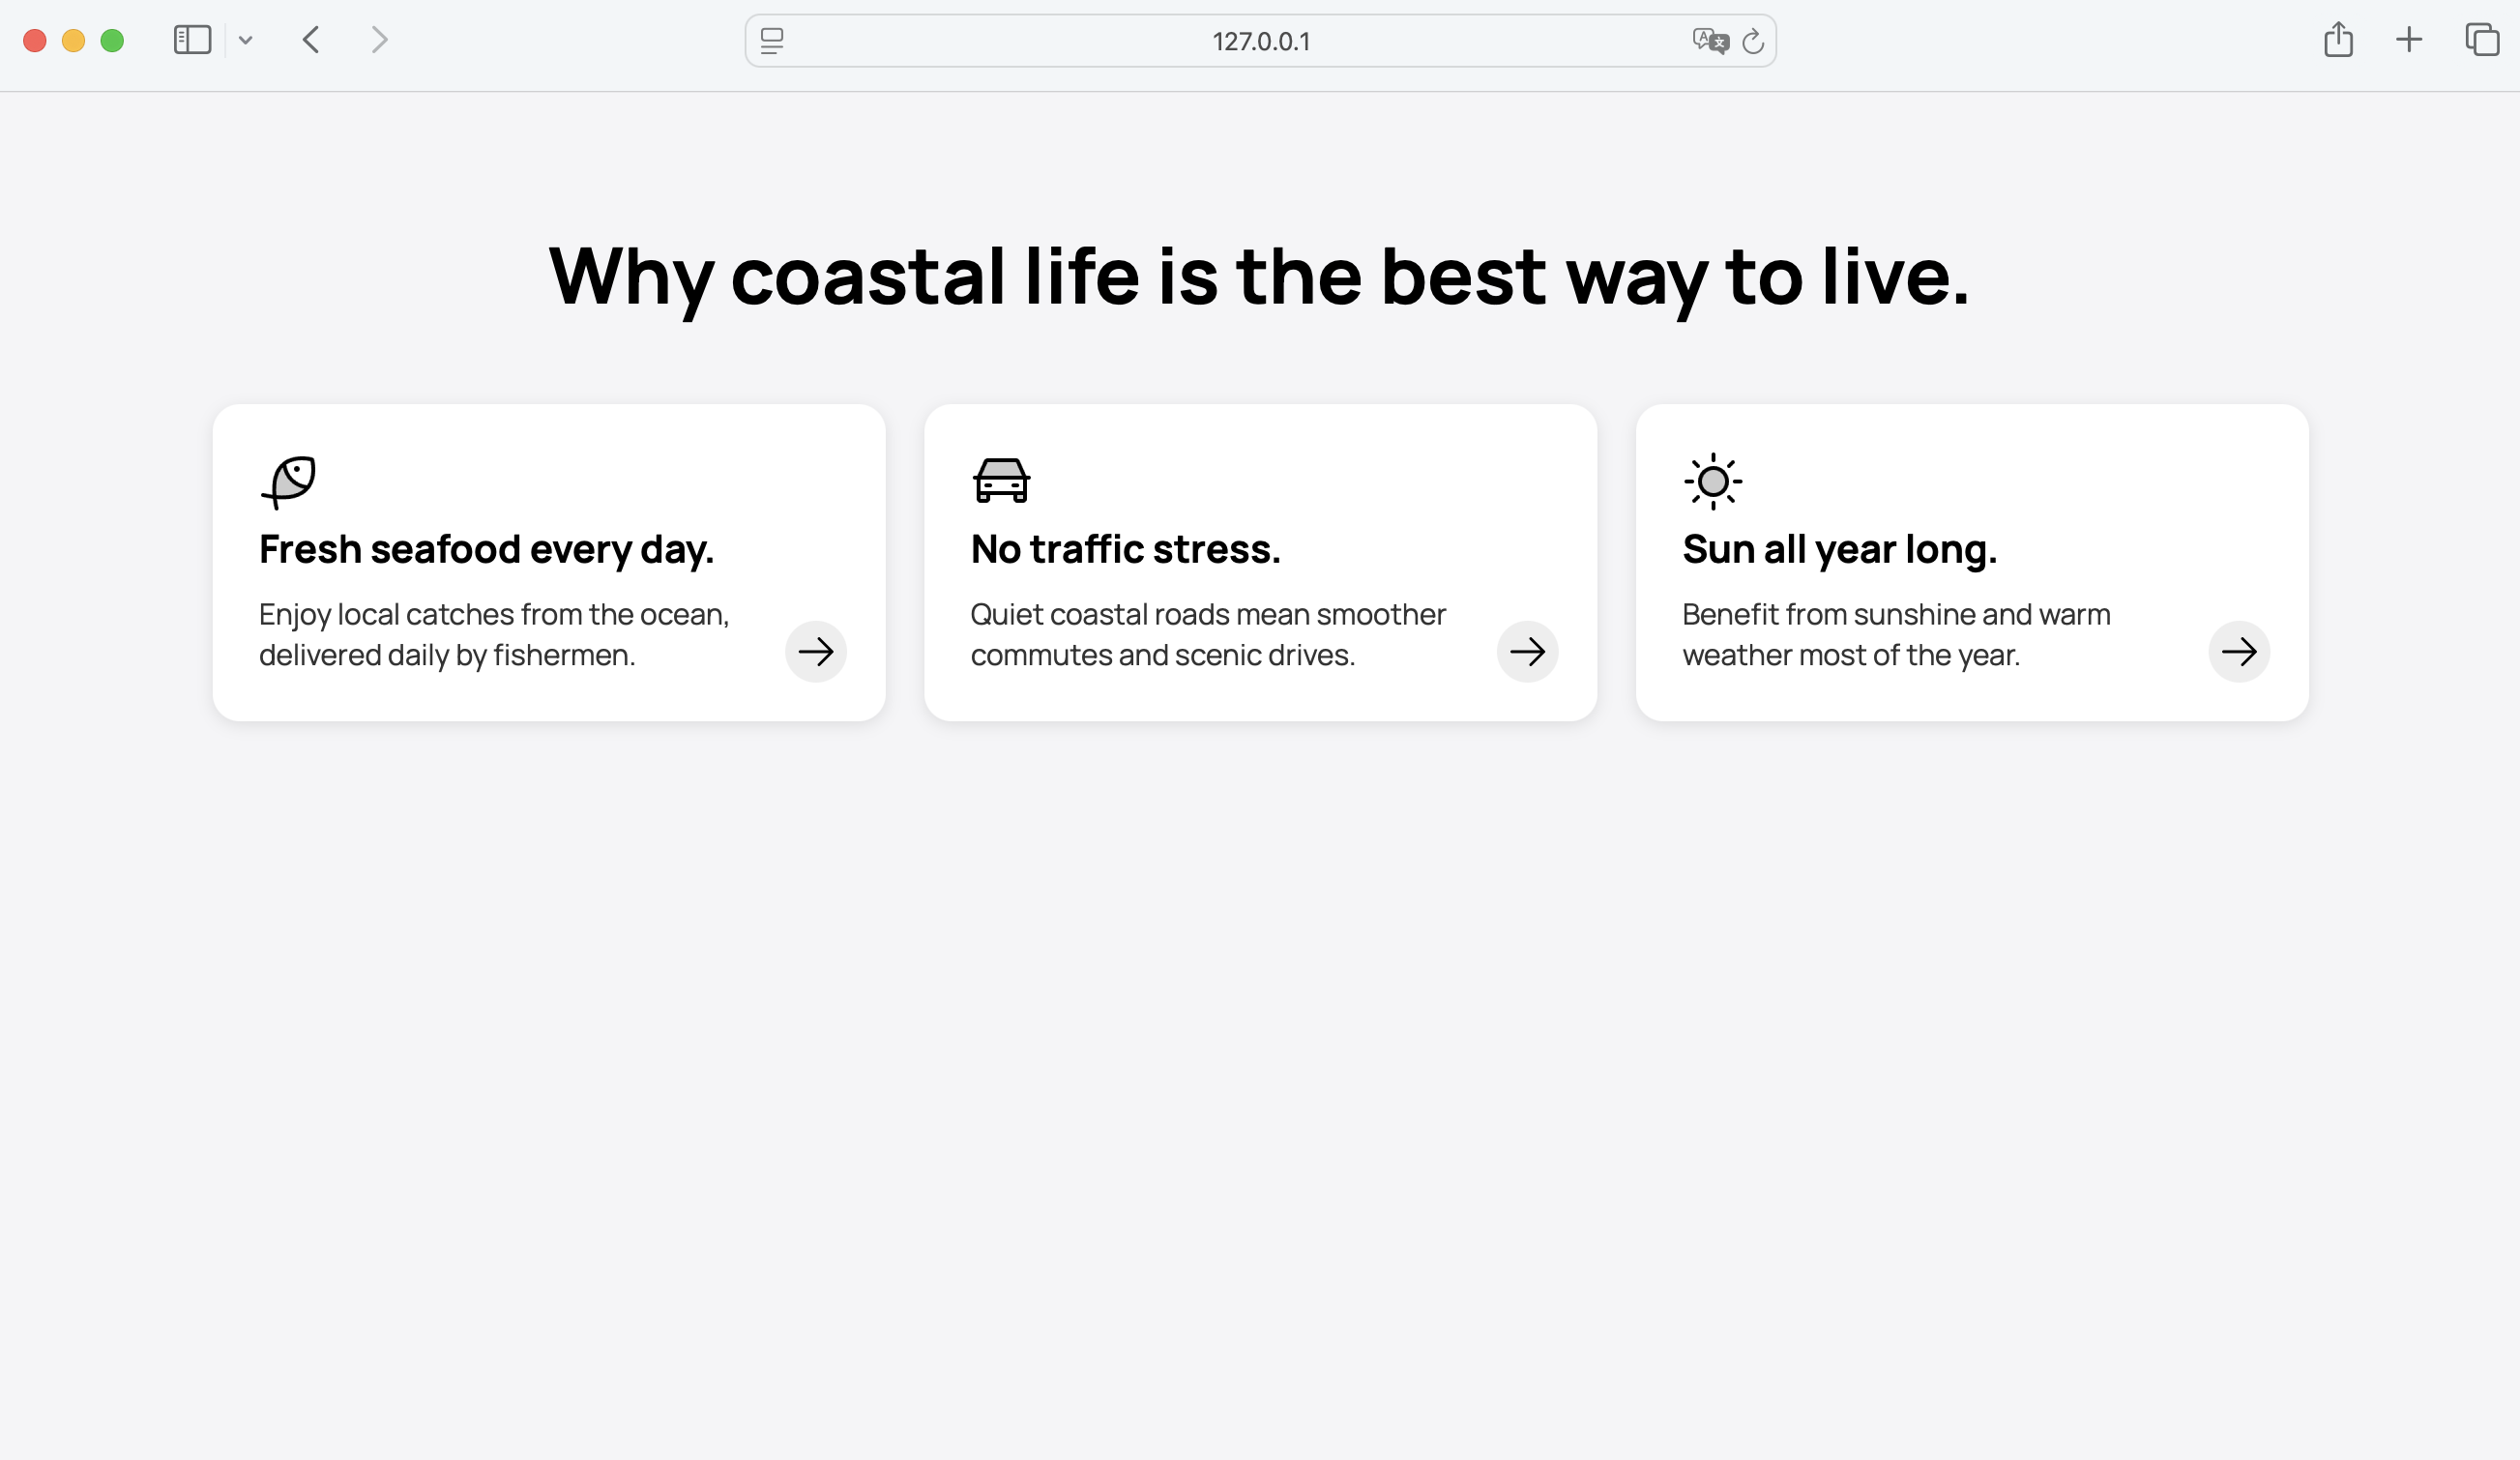 127.0.0.1
Why coastal life is the best way to live.
Fresh seafood every day.
Enjoy local catches from the ocean,
delivered daily by fishermen.
No traffic stress.
Quiet coastal roads mean smoother
commutes and scenic drives.
Sun all year long.
Benefit from sunshine and warm
weather most of the year.